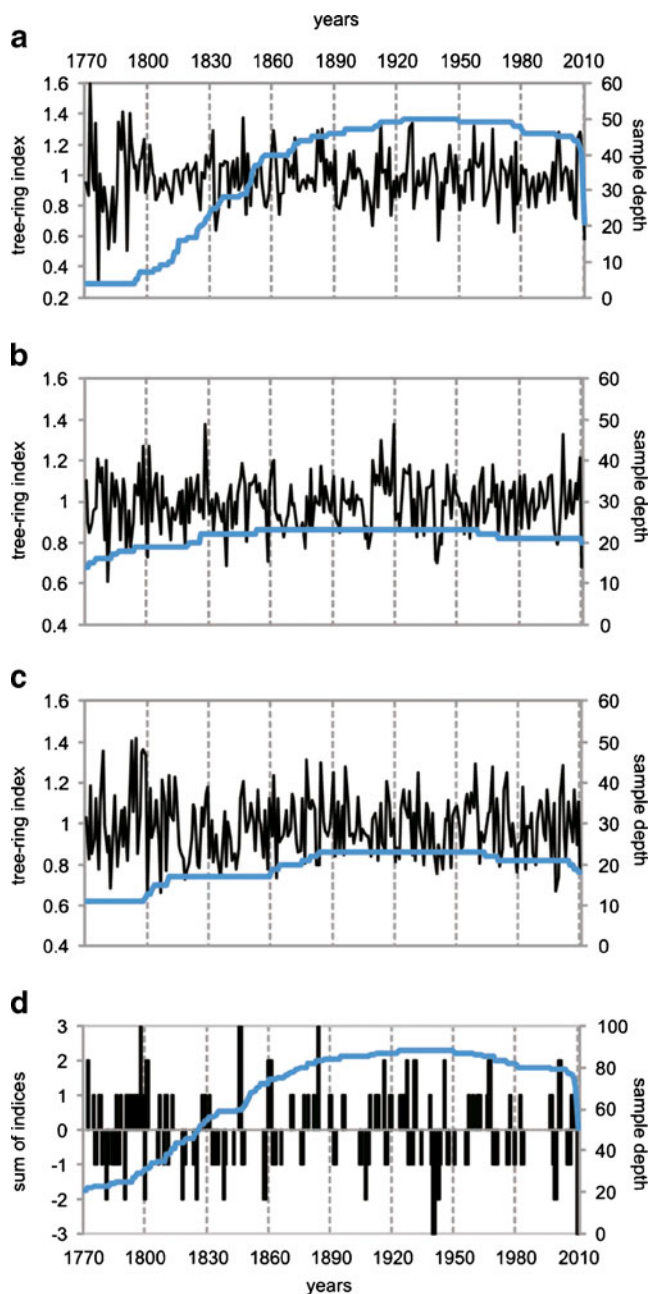 years
a
1770 1800 1830 1860 1890 1920 1950 1980 2010
1.6 60
1.4 50
1.2 40
1 30
0.8
0.6 20
0.4 10
0.2 0
tree-ring index
sample depth
b
1.6 60
1.4 50
1.2 40
1 30
0.8 20
0.6 10
0.4 0
tree-ring index
sample depth
c
1.6 60
1.4 50
1.2 40
1 30
0.8 20
0.6 10
0.4 0
tree-ring index
sample depth
d
3 100
2 80
1 60
0
-1 40
-2 20
-3 0
sum of indices
sample depth
1770 1800 1830 1860 1890 1920 1950 1980 2010
years